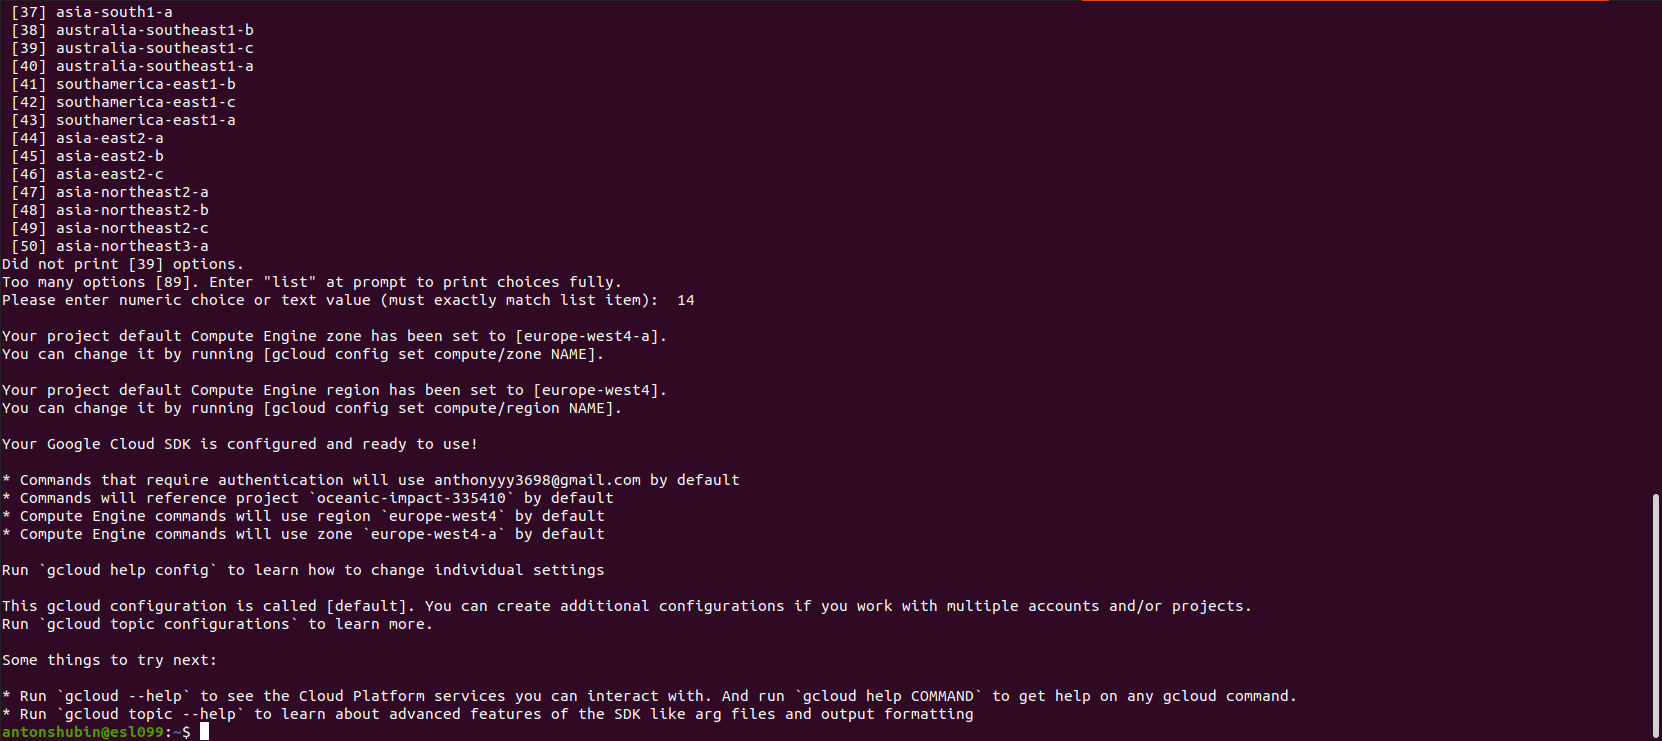 [37] asia-south1-a
[38] australia-southeast1-b
[39] australia-southeast1-c
[40] australia-southeast1-a
[41] southamerica-east1-b
[42] southamerica-east1-c
[43] southamerica-east1-a
[44] asia-east2-a
[45] asia-east2-b
[46] asia-east2-c
[47] asia-northeast2-a
[48] asia-northeast2-b
[49] asia-northeast2-c
[50] asia-northeast3-a
Did not print [39] options.
Too many options [89]. Enter "list" at prompt to print choices fully.
Please enter numeric choice or text value (must exactly match list item):  14
Your project default Compute Engine zone has been set to [europe-west4-a].
You can change it by running [gcloud config set compute/zone NAME].
Your project default Compute Engine region has been set to [europe-west4].
You can change it by running [gcloud config set compute/region NAME].
Your Google Cloud SDK is configured and ready to use!
* Commands that require authentication will use anthonyyy3698@gmail.com by default
* Commands will reference project `oceanic-impact-335410` by default
* Compute Engine commands will use region `europe-west4` by default
* Compute Engine commands will use zone `europe-west4-a` by default
Run `gcloud help config` to learn how to change individual settings
This gcloud configuration is called [default]. You can create additional configurations if you work with multiple accounts and/or projects.
Run `gcloud topic configurations` to learn more.
Some things to try next:
* Run `gcloud --help` to see the Cloud Platform services you can interact with. And run `gcloud help COMMAND` to get help on any gcloud command.
* Run `gcloud topic --help` to learn about advanced features of the SDK like arg files and output formatting
antonshubin@esl099:~$